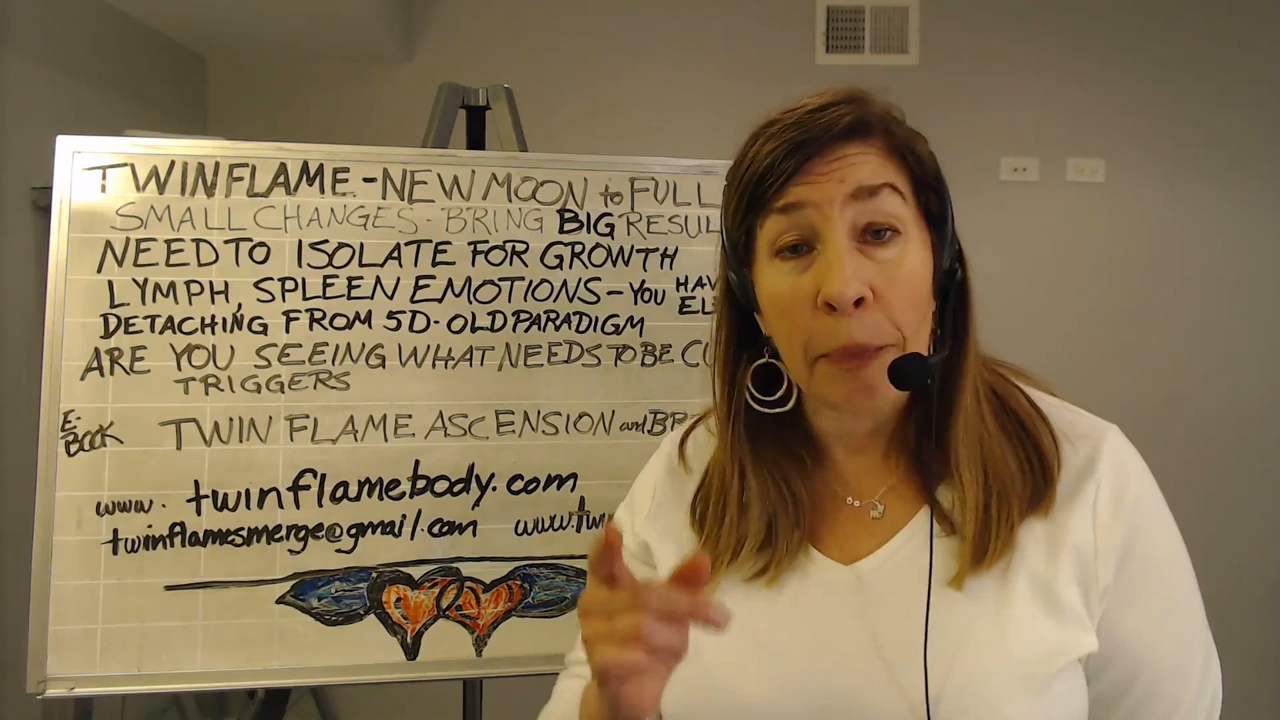 TWIN FLAME - NEW MOON to FULL
SMALL CHANGES - BRING BIG
NEED TO ISOLATE FOR GROWTH
LYMPH, SPLEEN EMOTIONS - YOU
DETACHING FROM 5D - OLD PARADIGM
ARE YOU SEEING WHAT NEEDS TO BE
TRIGGERS
E-
BOOK
TWIN FLAME ASCENSION and
www. twinflamebody.com
twinflamesmerge@gmail.com